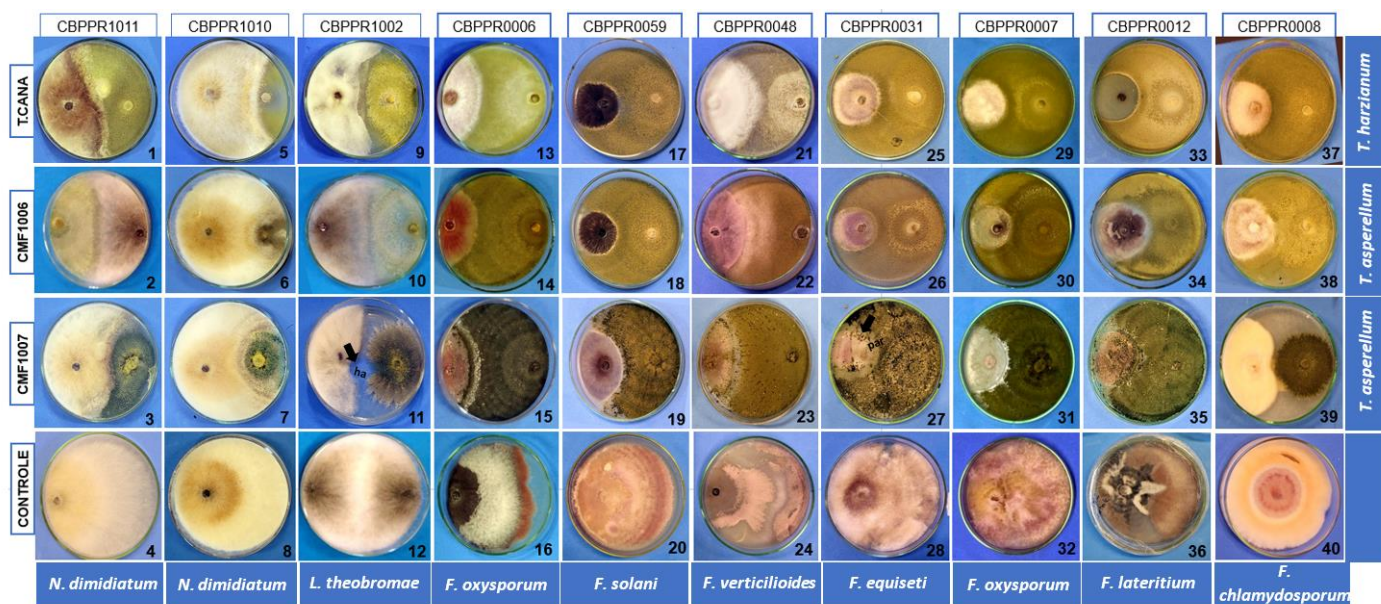 CBPPR1011 CBPPR1010 CBPPR1002 CBPPR0006 CBPPR0059 CBPPR0048 CBPPR0031 CBPPR0007 CBPPR0012 CBPPR0008
T.CANA 1 5 9 13 17 21 25 29 33 37 T. harzianum
CMF1006 2 6 10 14 18 22 26 30 34 38 T. asperellum
CMF1007 3 7 ha 11 15 19 23 par 27 31 35 39 T. asperellum
CONTROLE 4 8 12 16 20 24 28 32 36 40
N. dimidiatum N. dimidiatum L. theobromae F. oxysporum F. solani F. verticilioides F. equiseti F. oxysporum F. lateritium F.
chlamydosporum